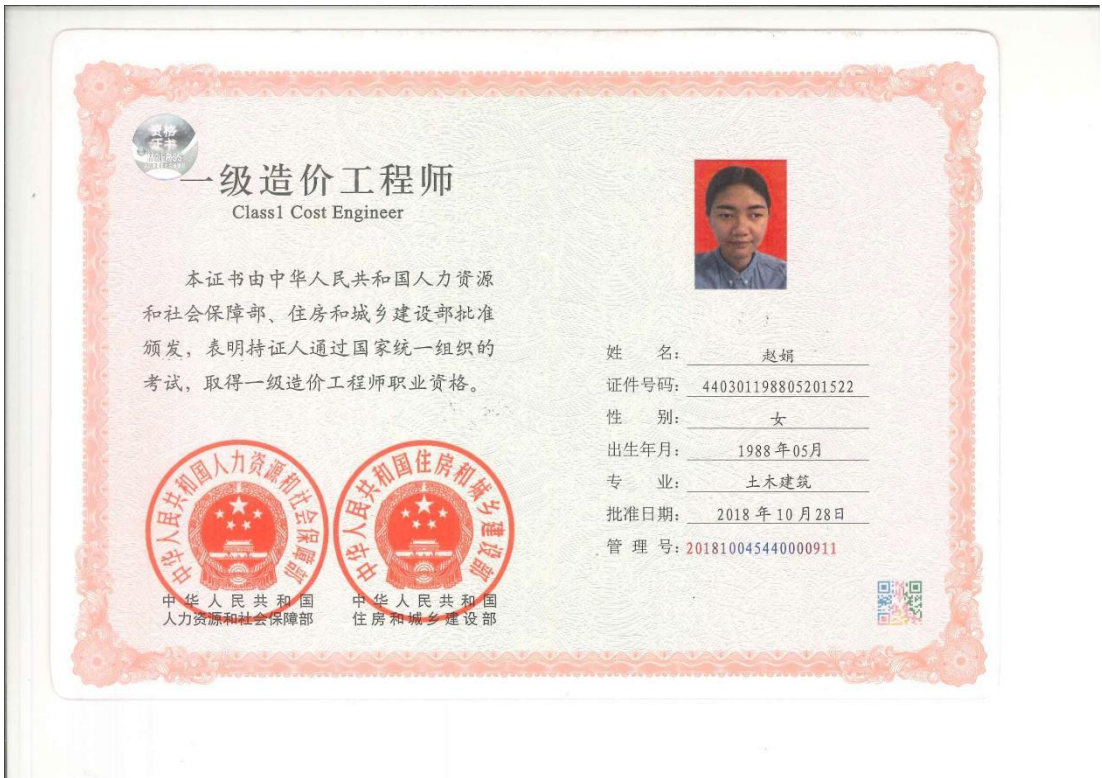 资格
证书
一级造价工程师
Class1 Cost Engineer
本证书由中华人民共和国人力资源
和社会保障部、住房和城乡建设部批准
颁发，表明持证人通过国家统一组织的
考试，取得一级造价工程师职业资格。
姓 名： 赵娟
证件号码： 440301198805201522
性 别： 女
出生年月： 1988年05月
专 业： 土木建筑
批准日期： 2018年10月28日
管 理 号：201810045440000911
中华人民共和国人力资源和社会保障部
中华人民共和国住房和城乡建设部
中华人民共和国
人力资源和社会保障部
中华人民共和国
住房和城乡建设部